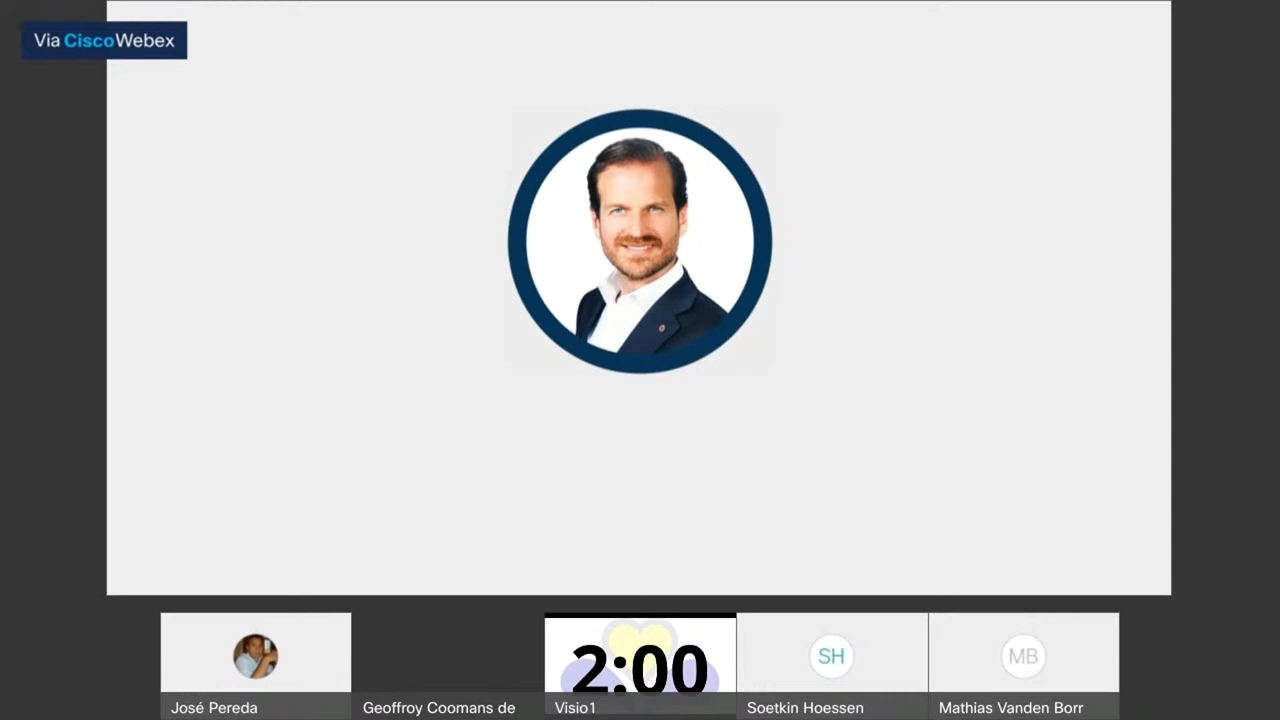 Via CiscoWebex
2:00
SH
MB
José Pereda
Geoffroy Coomans de
Visio1
Soetkin Hoessen
Mathias Vanden Borr